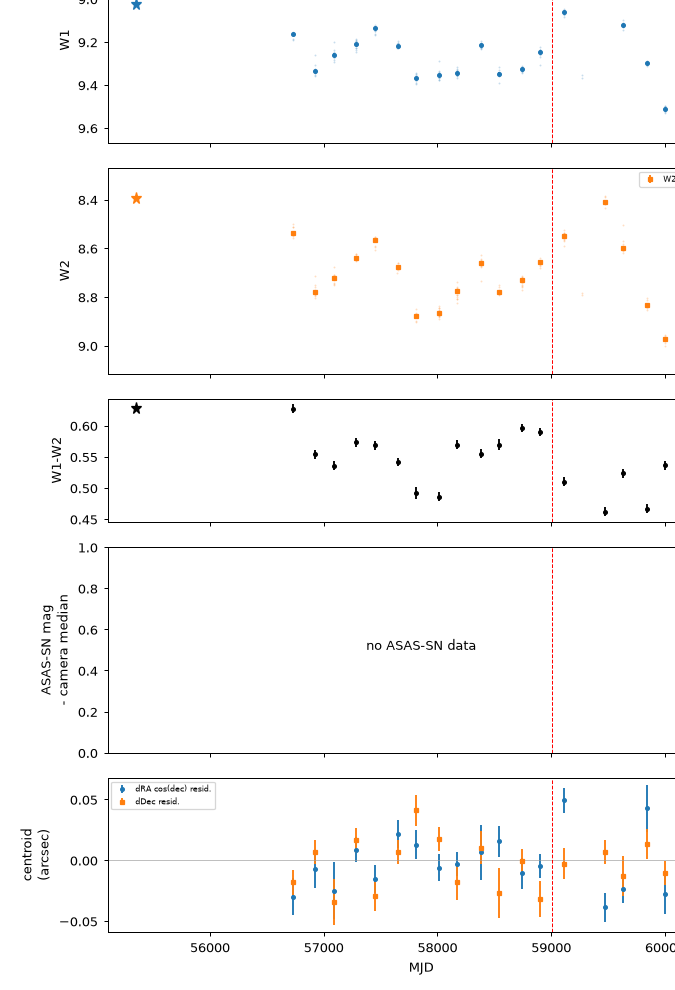 9.0
9.2
9.4
9.6
W1
8.4
8.6
8.8
9.0
W2
W2
0.60
0.55
0.50
0.45
W1-W2
1.0
0.8
0.6
0.4
0.2
0.0
ASAS-SN mag
- camera median
no ASAS-SN data
dRA cos(dec) resid.
dDec resid.
0.05
0.00
−0.05
centroid
(arcsec)
56000
57000
58000
59000
6000
MJD